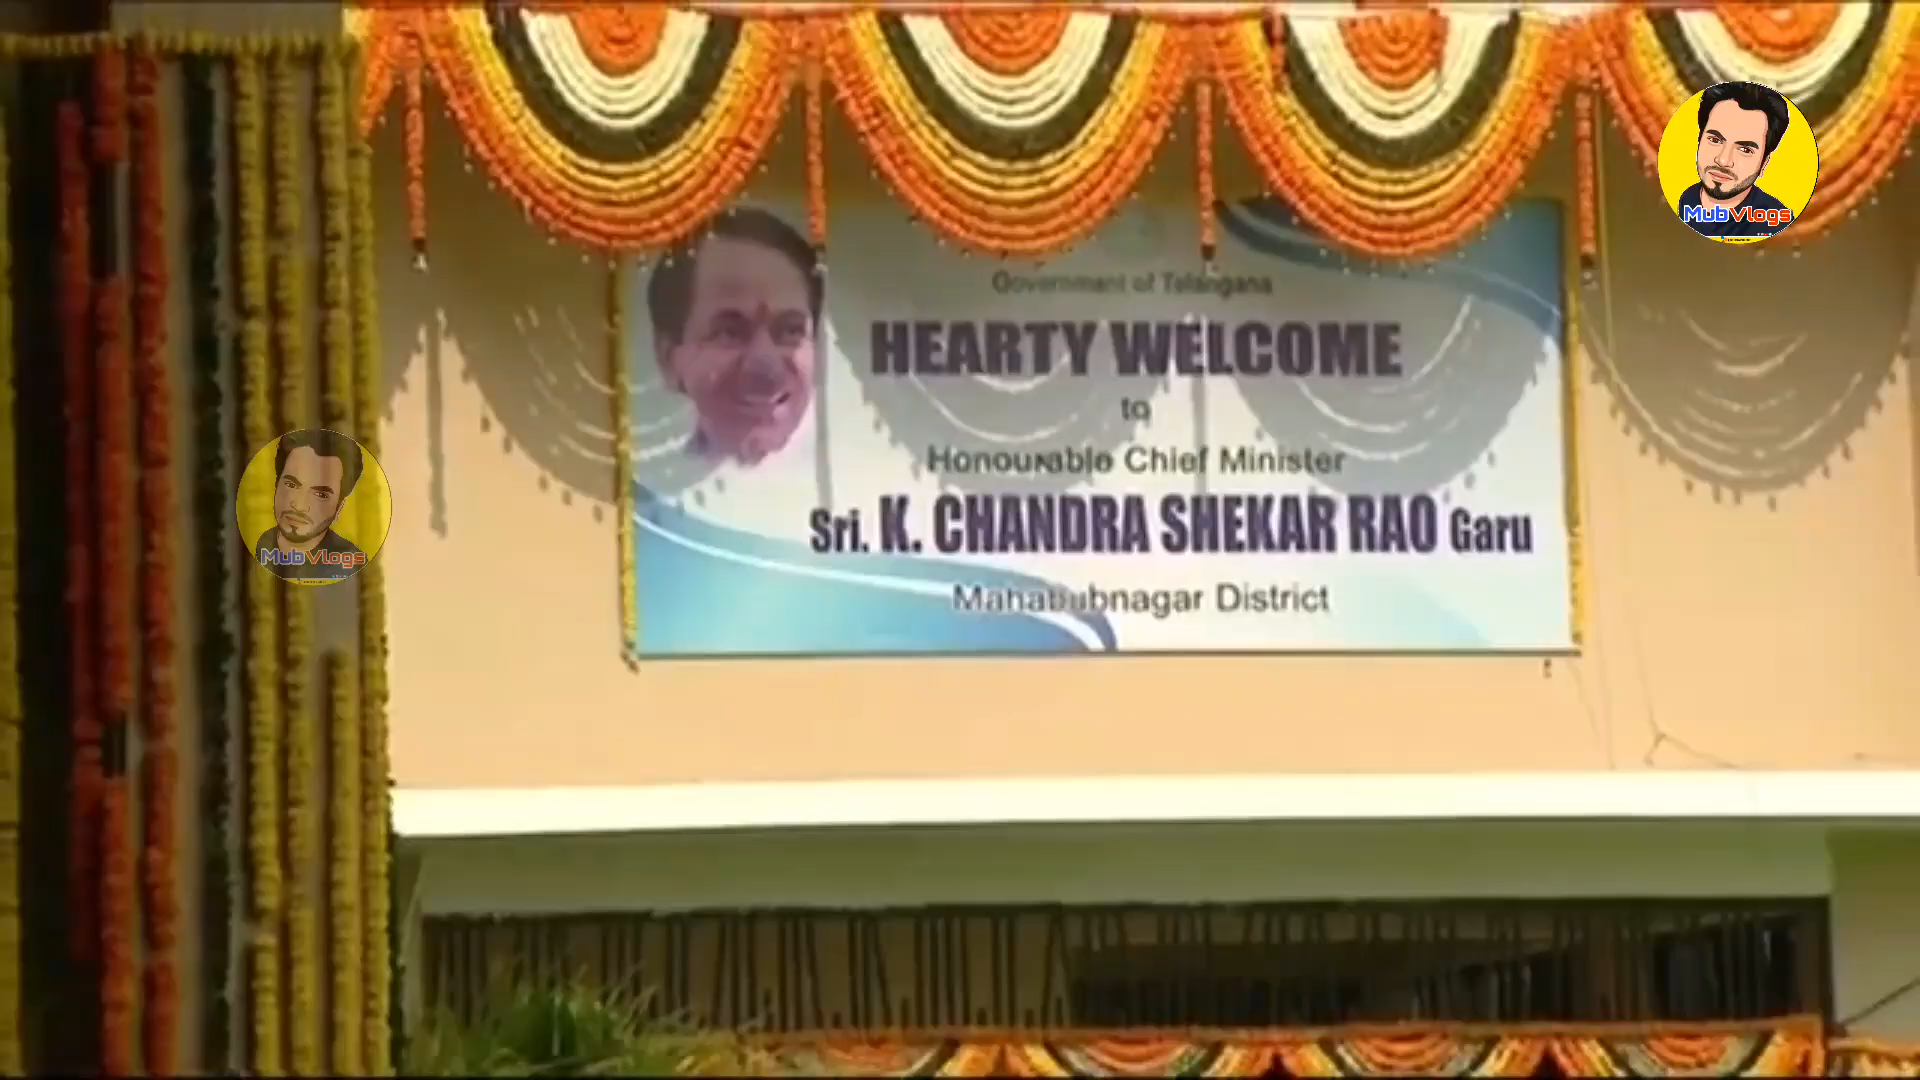 Government of Telangana
HEARTY WELCOME
to
Honourable Chief Minister
Sri. K. CHANDRA SHEKAR RAO Garu
Mahabubnagar District
MubVlogs
MubVlogs